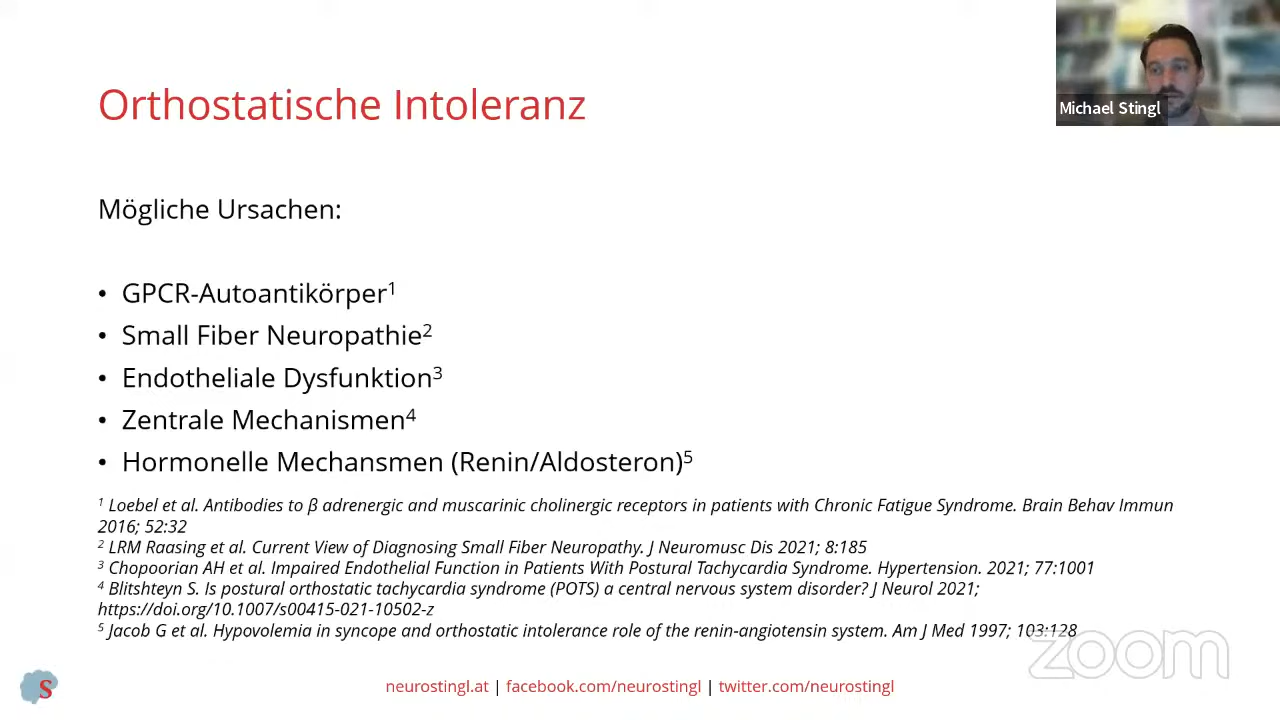 Orthostatische Intoleranz
Michael Stingl
Mögliche Ursachen:
• GPCR-Autoantikörper¹
• Small Fiber Neuropathie²
• Endotheliale Dysfunktion³
• Zentrale Mechanismen⁴
• Hormonelle Mechansmen (Renin/Aldosteron)⁵
¹ Loebel et al. Antibodies to β adrenergic and muscarinic cholinergic receptors in patients with Chronic Fatigue Syndrome. Brain Behav Immun
2016; 52:32
² LRM Raasing et al. Current View of Diagnosing Small Fiber Neuropathy. J Neuromusc Dis 2021; 8:185
³ Chopoorian AH et al. Impaired Endothelial Function in Patients With Postural Tachycardia Syndrome. Hypertension. 2021; 77:1001
⁴ Blitshteyn S. Is postural orthostatic tachycardia syndrome (POTS) a central nervous system disorder? J Neurol 2021;
https://doi.org/10.1007/s00415-021-10502-z
⁵ Jacob G et al. Hypovolemia in syncope and orthostatic intolerance role of the renin-angiotensin system. Am J Med 1997; 103:128
zoom
S
neurostingl.at | facebook.com/neurostingl | twitter.com/neurostingl